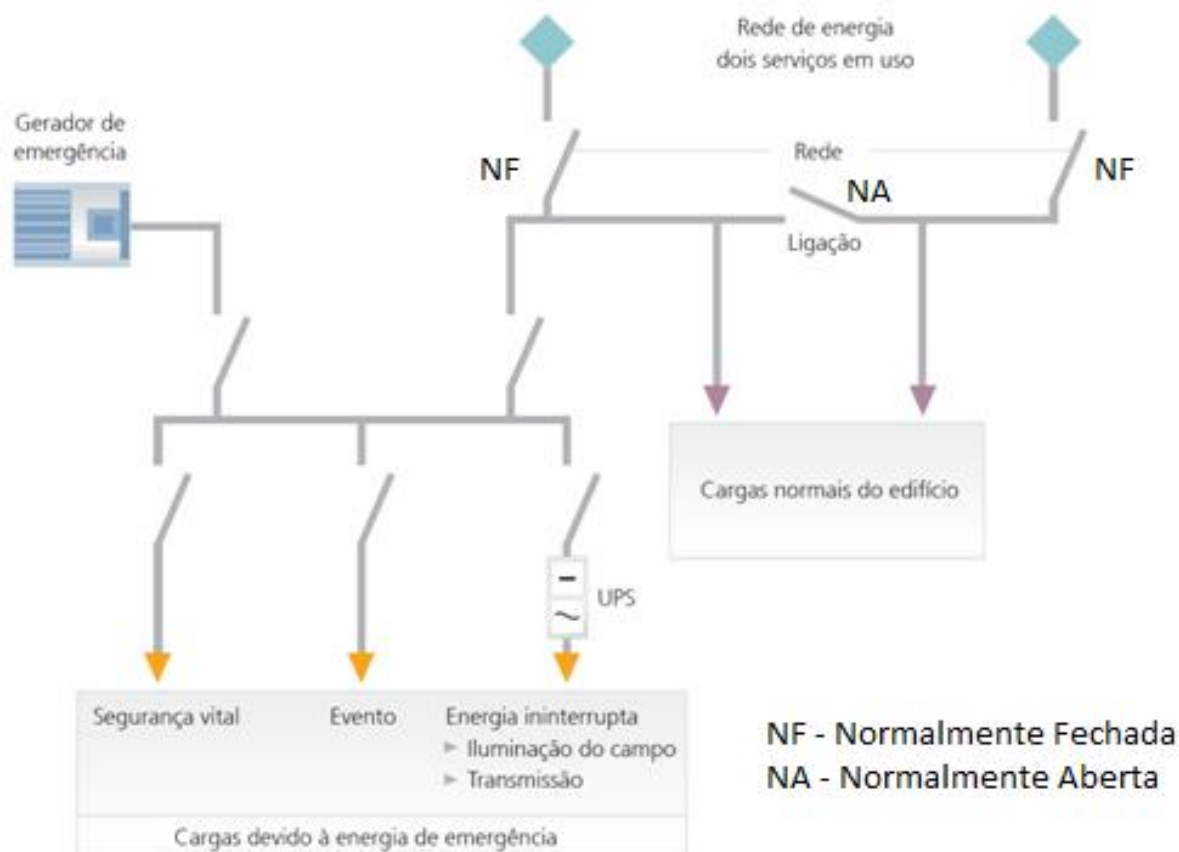 Rede de energia
dois serviços em uso
Gerador de
emergência
NF
Rede
NA
NF
Ligação
Cargas normais do edifício
UPS
Segurança vital
Evento
Energia ininterrupta
► Iluminação do campo
► Transmissão
NF - Normalmente Fechada
NA - Normalmente Aberta
Cargas devido à energia de emergência